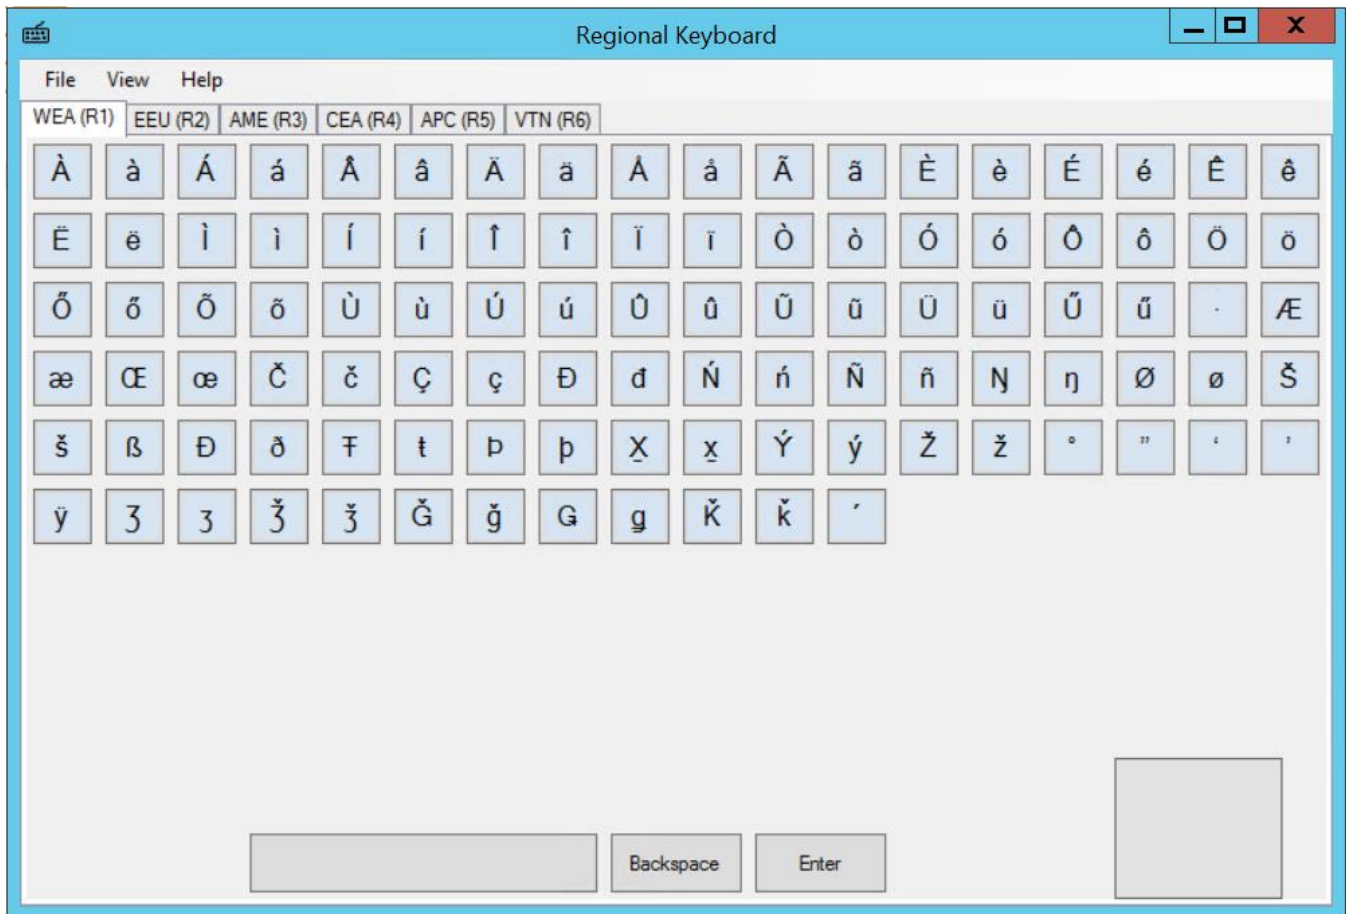 Regional Keyboard
File View Help
WEA (R1) EEU (R2) AME (R3) CEA (R4) APC (R5) VTN (R6)
À à Á á Â â Ä ä Å å Ã ã È è É é Ê ê
Ë ë Ì ì Í í Î î Ï ï Ò ò Ó ó Ô ô Ö ö
Ő ő Õ õ Ù ù Ú ú Û û Ũ ũ Ü ü Ű ű · Æ
æ Œ œ Č č Ç ç Đ đ Ń ń Ñ ñ Ŋ ŋ Ø ø Š
š ß Đ ð Ŧ ŧ Þ þ X̱ x̱ Ý ý Ž ž ° ” ‘ ’
ÿ Ʒ ʒ Ǯ ǯ Ǧ ǧ Ǥ ǥ Ǩ ǩ ´
Backspace Enter